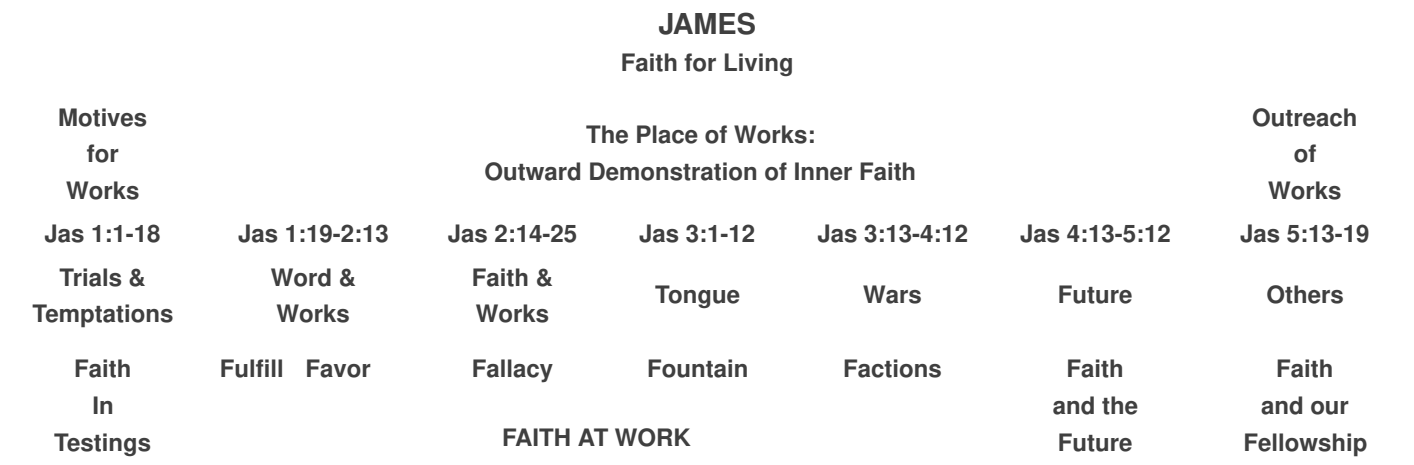 JAMES
Faith for Living
Motives
for
Works
The Place of Works:
Outward Demonstration of Inner Faith
Outreach
of
Works
Jas 1:1-18 Jas 1:19-2:13 Jas 2:14-25 Jas 3:1-12 Jas 3:13-4:12 Jas 4:13-5:12 Jas 5:13-19
Trials &
Temptations
Word &
Works
Faith &
Works
Tongue
Wars
Future
Others
Faith
In
Testings
Fulfill Favor
Fallacy
Fountain
Factions
FAITH AT WORK
Faith
and the
Future
Faith
and our
Fellowship